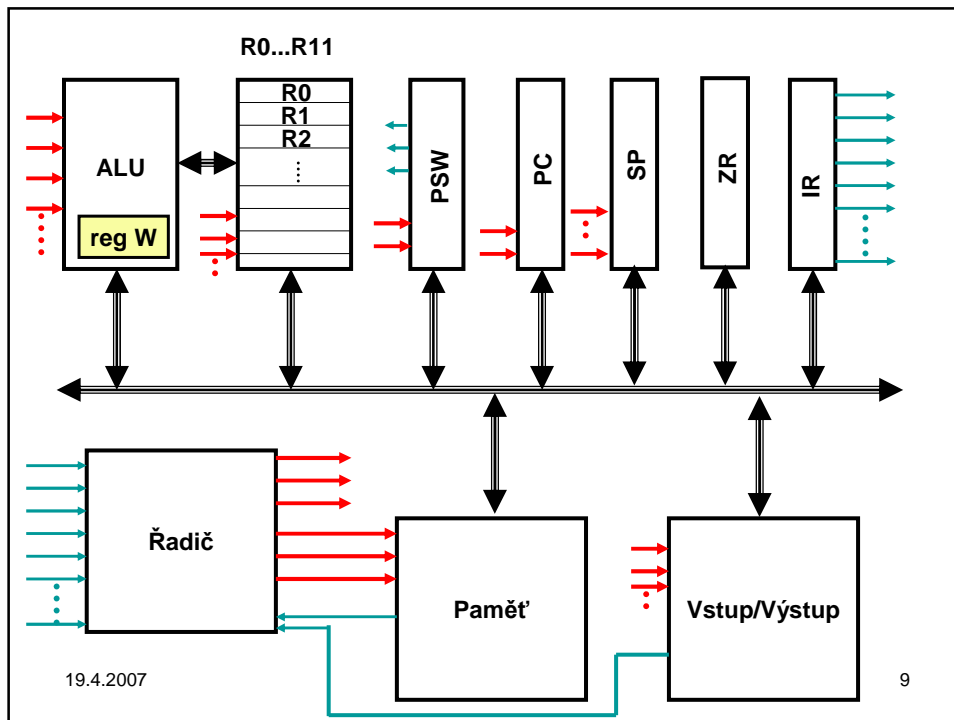 R0...R11
R0
R1
R2
ALU
reg W
PSW
PC
SP
ZR
IR
Řadič
Paměť
Vstup/Výstup
19.4.2007
9